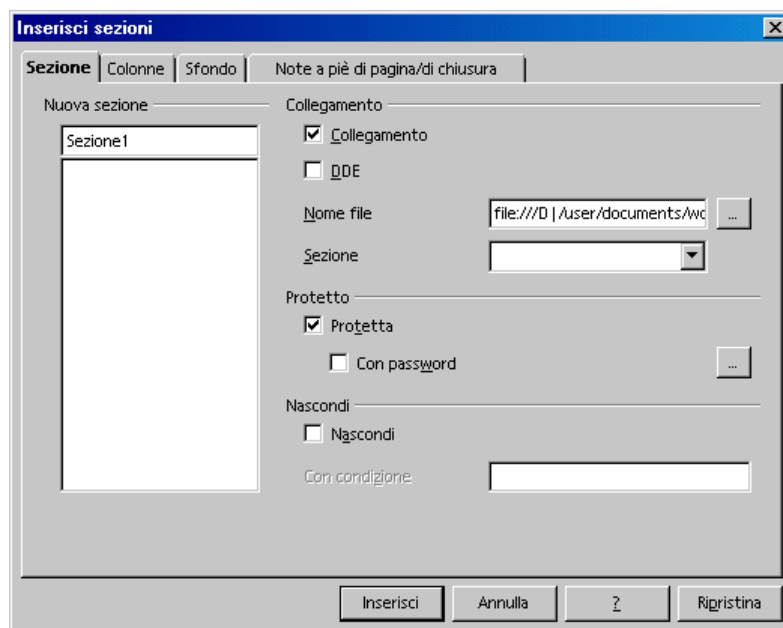 Inserisci sezioni
Sezione Colonne Sfondo Note a piè di pagina/di chiusura
Nuova sezione
Sezione1
Collegamento
Collegamento
DDE
Nome file file:///D|/user/documents/wo ...
Sezione
Protetto
Protetta
Con password ...
Nascondi
Nascondi
Con condizione
Inserisci Annulla ? Ripristina